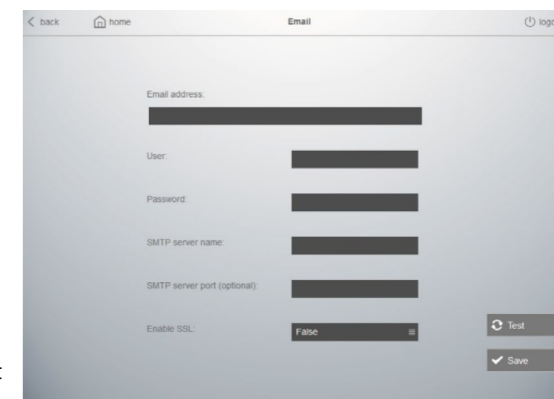 back home Email
Email address:
User:
Password:
SMTP server name:
SMTP server port (optional):
Enable SSL: False
Test
Save